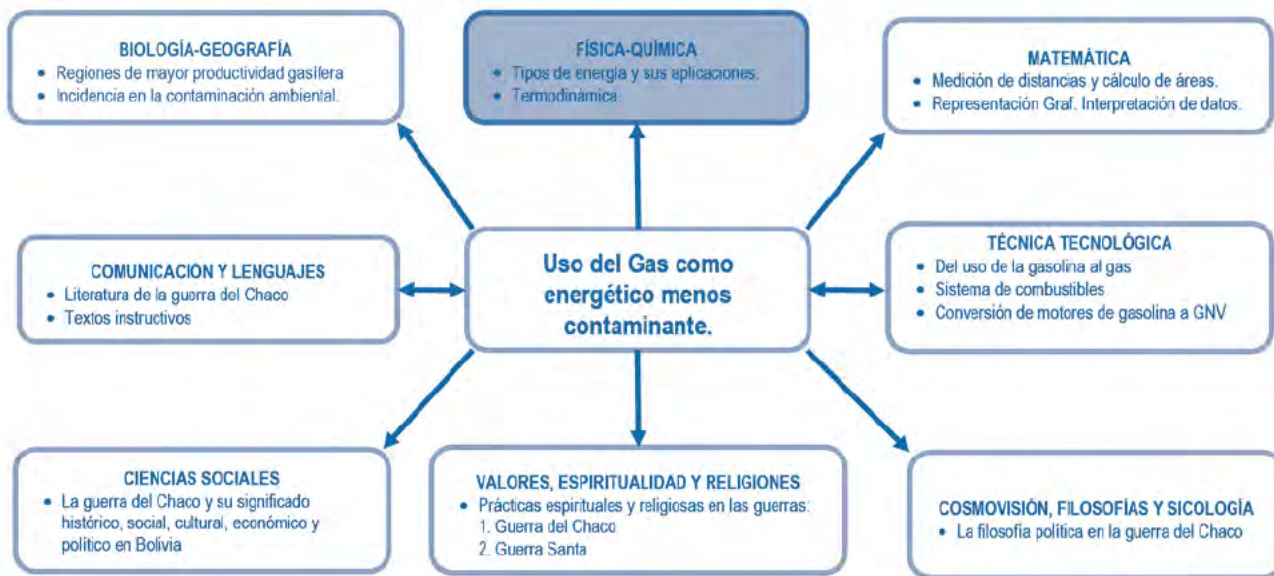 BIOLOGÍA-GEOGRAFÍA
• Regiones de mayor productividad gasífera
• Incidencia en la contaminación ambiental.
FÍSICA-QUÍMICA
• Tipos de energía y sus aplicaciones.
• Termodinámica.
MATEMÁTICA
• Medición de distancias y cálculo de áreas.
• Representación Graf. Interpretación de datos.
COMUNICACIÓN Y LENGUAJES
• Literatura de la guerra del Chaco
• Textos instructivos
Uso del Gas como
energético menos
contaminante.
TÉCNICA TECNOLÓGICA
• Del uso de la gasolina al gas
• Sistema de combustibles
• Conversión de motores de gasolina a GNV
CIENCIAS SOCIALES
• La guerra del Chaco y su significado
histórico, social, cultural, económico y
político en Bolivia
VALORES, ESPIRITUALIDAD Y RELIGIONES
• Prácticas espirituales y religiosas en las guerras:
1. Guerra del Chaco
2. Guerra Santa
COSMOVISIÓN, FILOSOFÍAS Y SICOLOGÍA
• La filosofía política en la guerra del Chaco